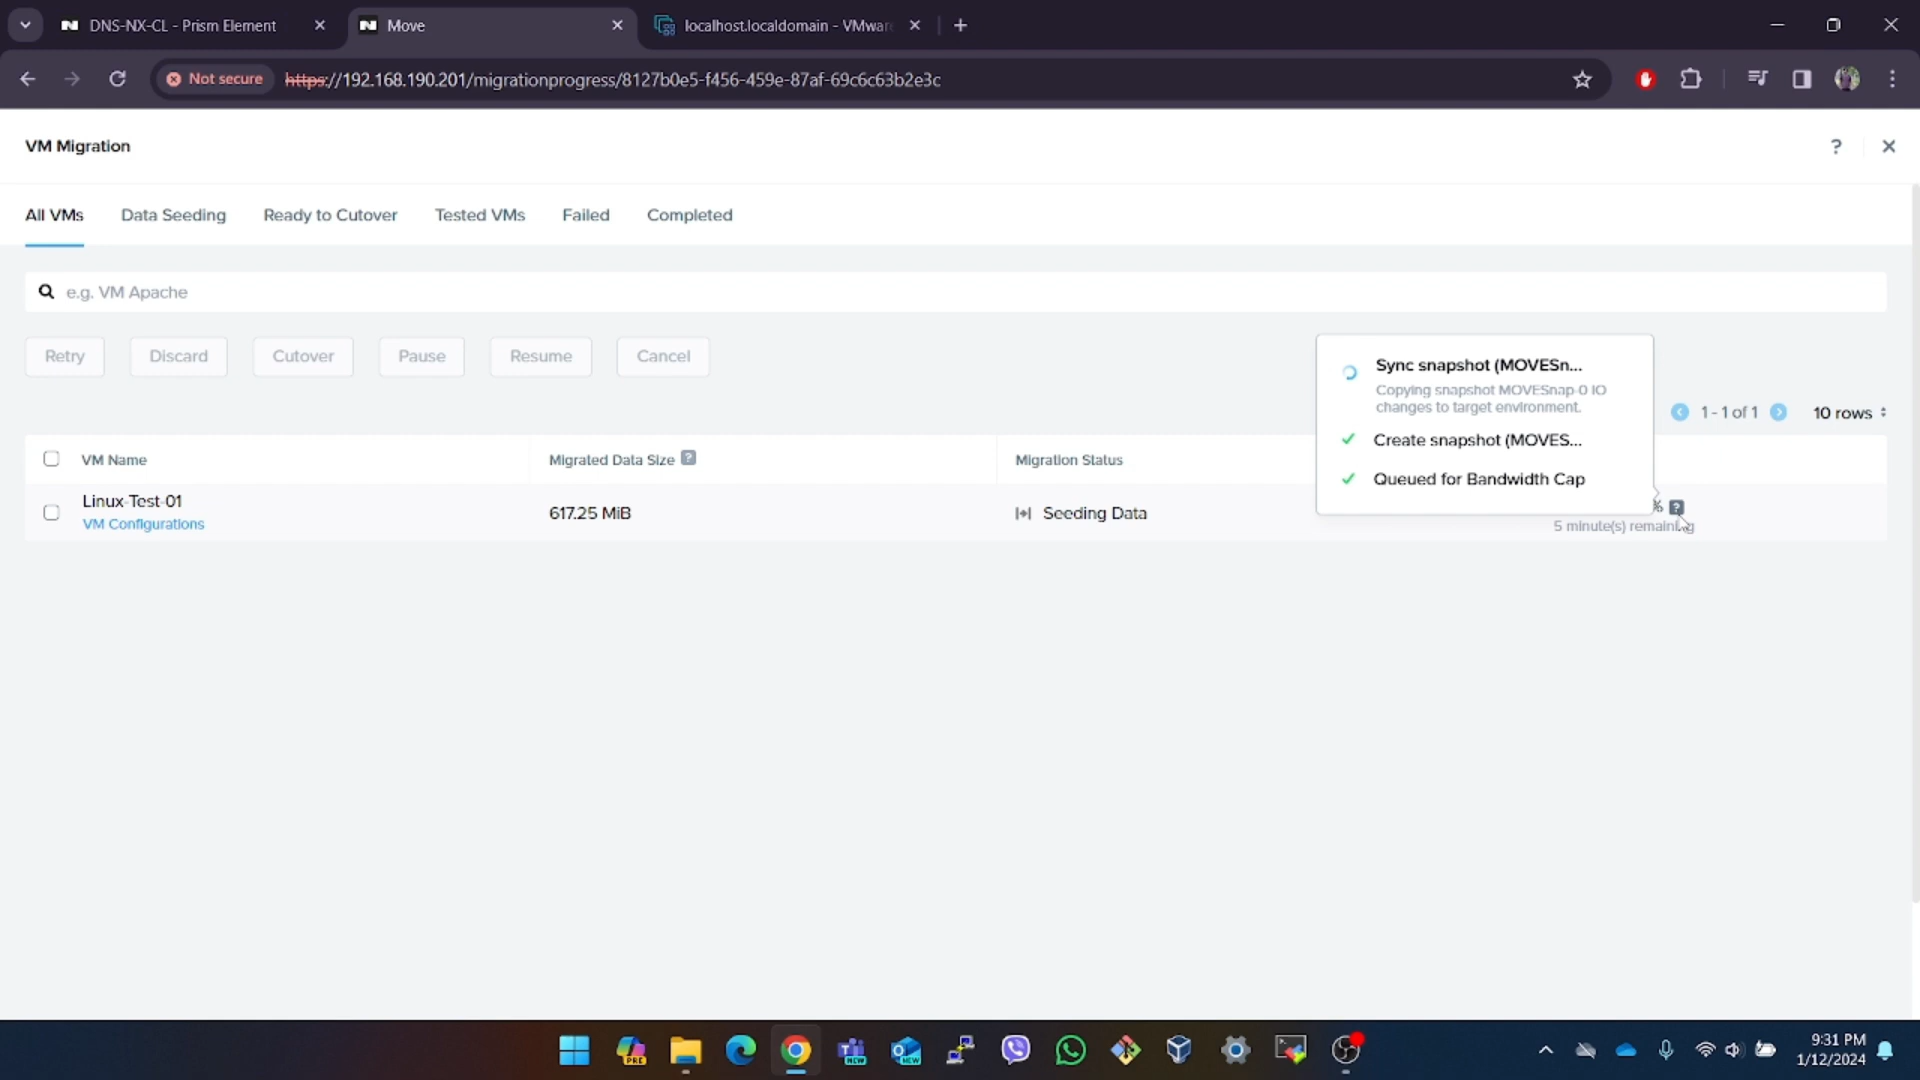 DNS-NX-CL - Prism Element
Move
localhost.localdomain - VMwar
Not secure
https://192.168.190.201/migrationprogress/8127b0e5-f456-459e-87af-69c6c63b2e3c
VM Migration
?
All VMs
Data Seeding
Ready to Cutover
Tested VMs
Failed
Completed
e.g. VM Apache
Retry
Discard
Cutover
Pause
Resume
Cancel
Sync snapshot (MOVESn...
Copying snapshot MOVESnap-0 IO
changes to target environment.
Create snapshot (MOVES...
Queued for Bandwidth Cap
1 - 1 of 1
10 rows
VM Name
Migrated Data Size ?
Migration Status
Linux-Test-01
VM Configurations
617.25 MiB
Seeding Data
% ?
5 minute(s) remaining
PRE
NEW
NEW
9:31 PM
1/12/2024